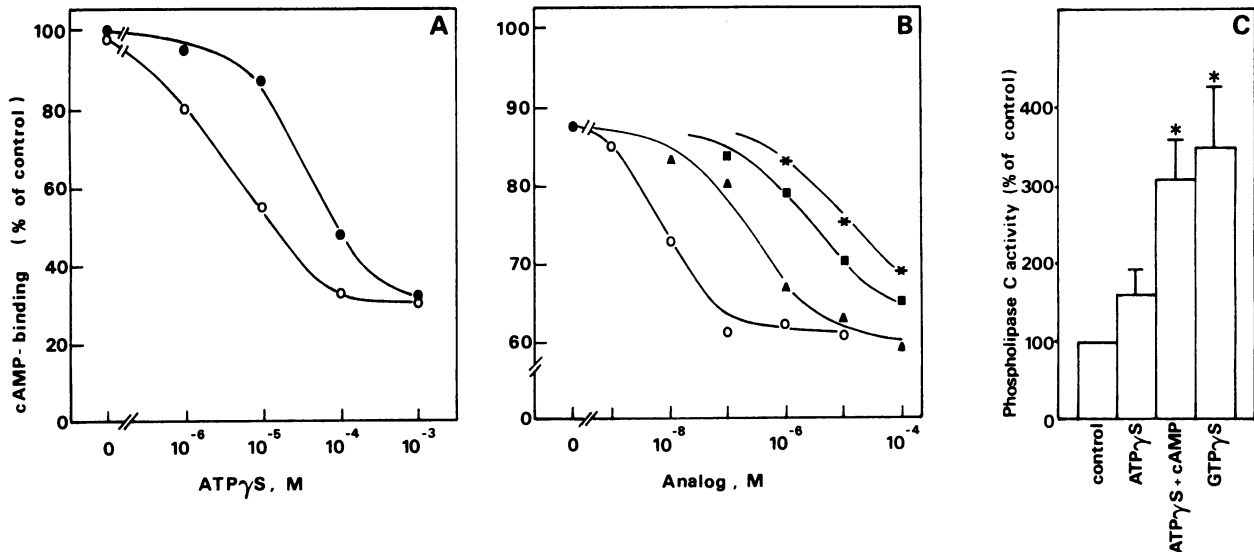 A
cAMP-binding (% of control)
100
80
60
40
20
0
0
10⁻⁶
10⁻⁵
10⁻⁴
10⁻³
ATPγS, M
B
100
90
80
70
60
0
0
10⁻⁸
10⁻⁶
10⁻⁴
Analog, M
C
Phospholipase C activity (% of control)
400
300
200
100
0
*
*
control
ATPγS
ATPγS + cAMP
GTPγS